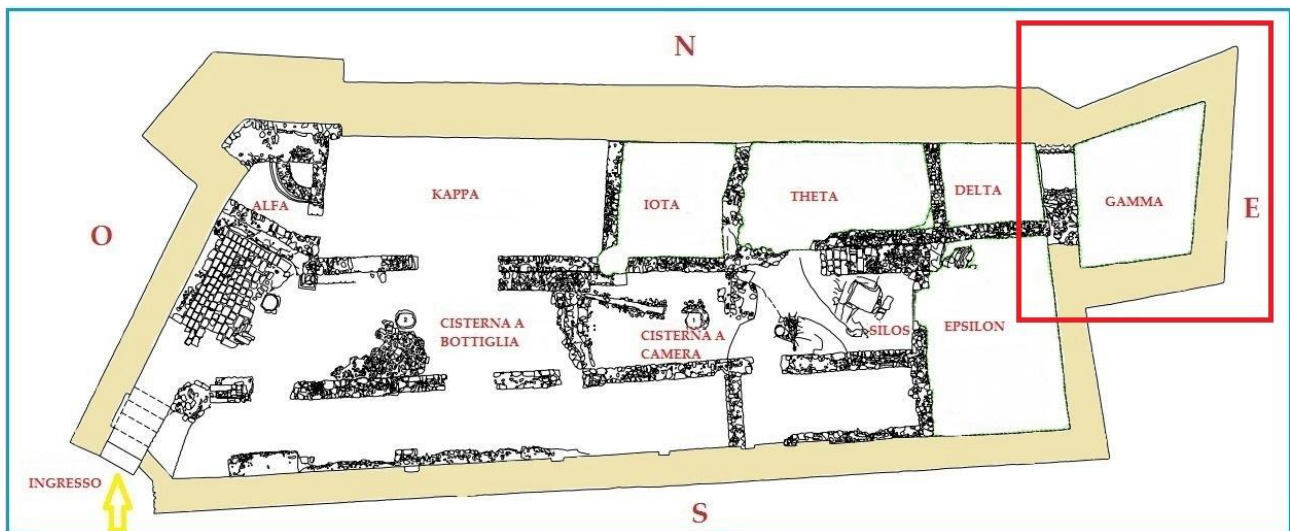 N
KAPPA
ALFA
IOTA
THETA
DELTA
GAMMA
O
E
CISTERNA A
BOTTIGLIA
CISTERNA A
CAMERA
SILOS
EPSILON
INGRESSO
S